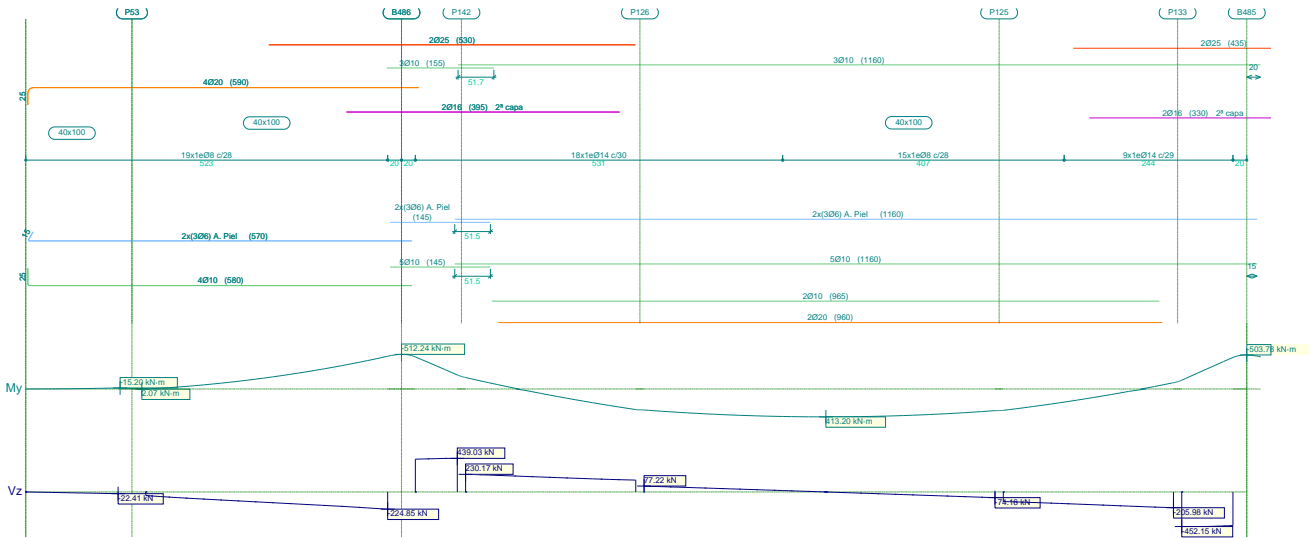 P53 B486 P142 P126 P125 P133 B485
2Ø25 (530)
2Ø25 (435)
3Ø10 (155)
3Ø10 (1160)
20
51.7
4Ø20 (590)
25
2Ø16 (395) 2ª capa
2Ø16 (330) 2ª capa
40x100
40x100
40x100
19x1eØ8 c/28
18x1eØ14 c/30
15x1eØ8 c/28
9x1eØ14 c/29
523
20
20
531
407
244
20
2x(3Ø6) A. Piel
(145)
2x(3Ø6) A. Piel (1160)
51.5
15
2x(3Ø6) A. Piel (570)
5Ø10 (145)
5Ø10 (1160)
15
51.5
25
4Ø10 (580)
2Ø10 (965)
2Ø20 (960)
-512.24 kN·m
-503.78 kN·m
My
-15.20 kN·m
2.07 kN·m
413.20 kN·m
439.03 kN
230.17 kN
77.22 kN
Vz
-22.41 kN
-74.18 kN
-224.85 kN
-205.98 kN
-452.15 kN